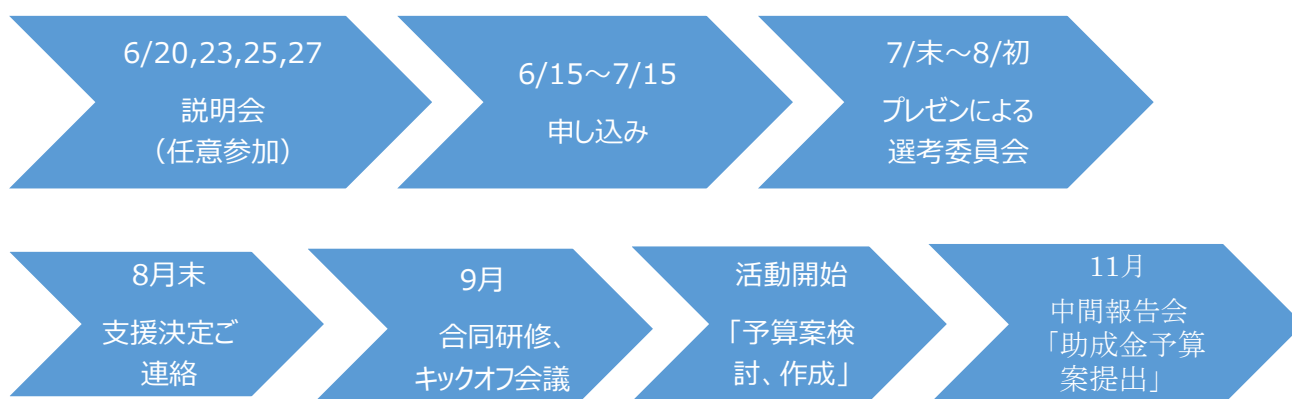 6/20,23,25,27
説明会
（任意参加）
6/15～7/15
申し込み
7/末～8/初
プレゼンによる
選考委員会
8月末
支援決定ご
連絡
9月
合同研修、
キックオフ会議
活動開始
「予算案検
討、作成」
11月
中間報告会
「助成金予算
案提出」